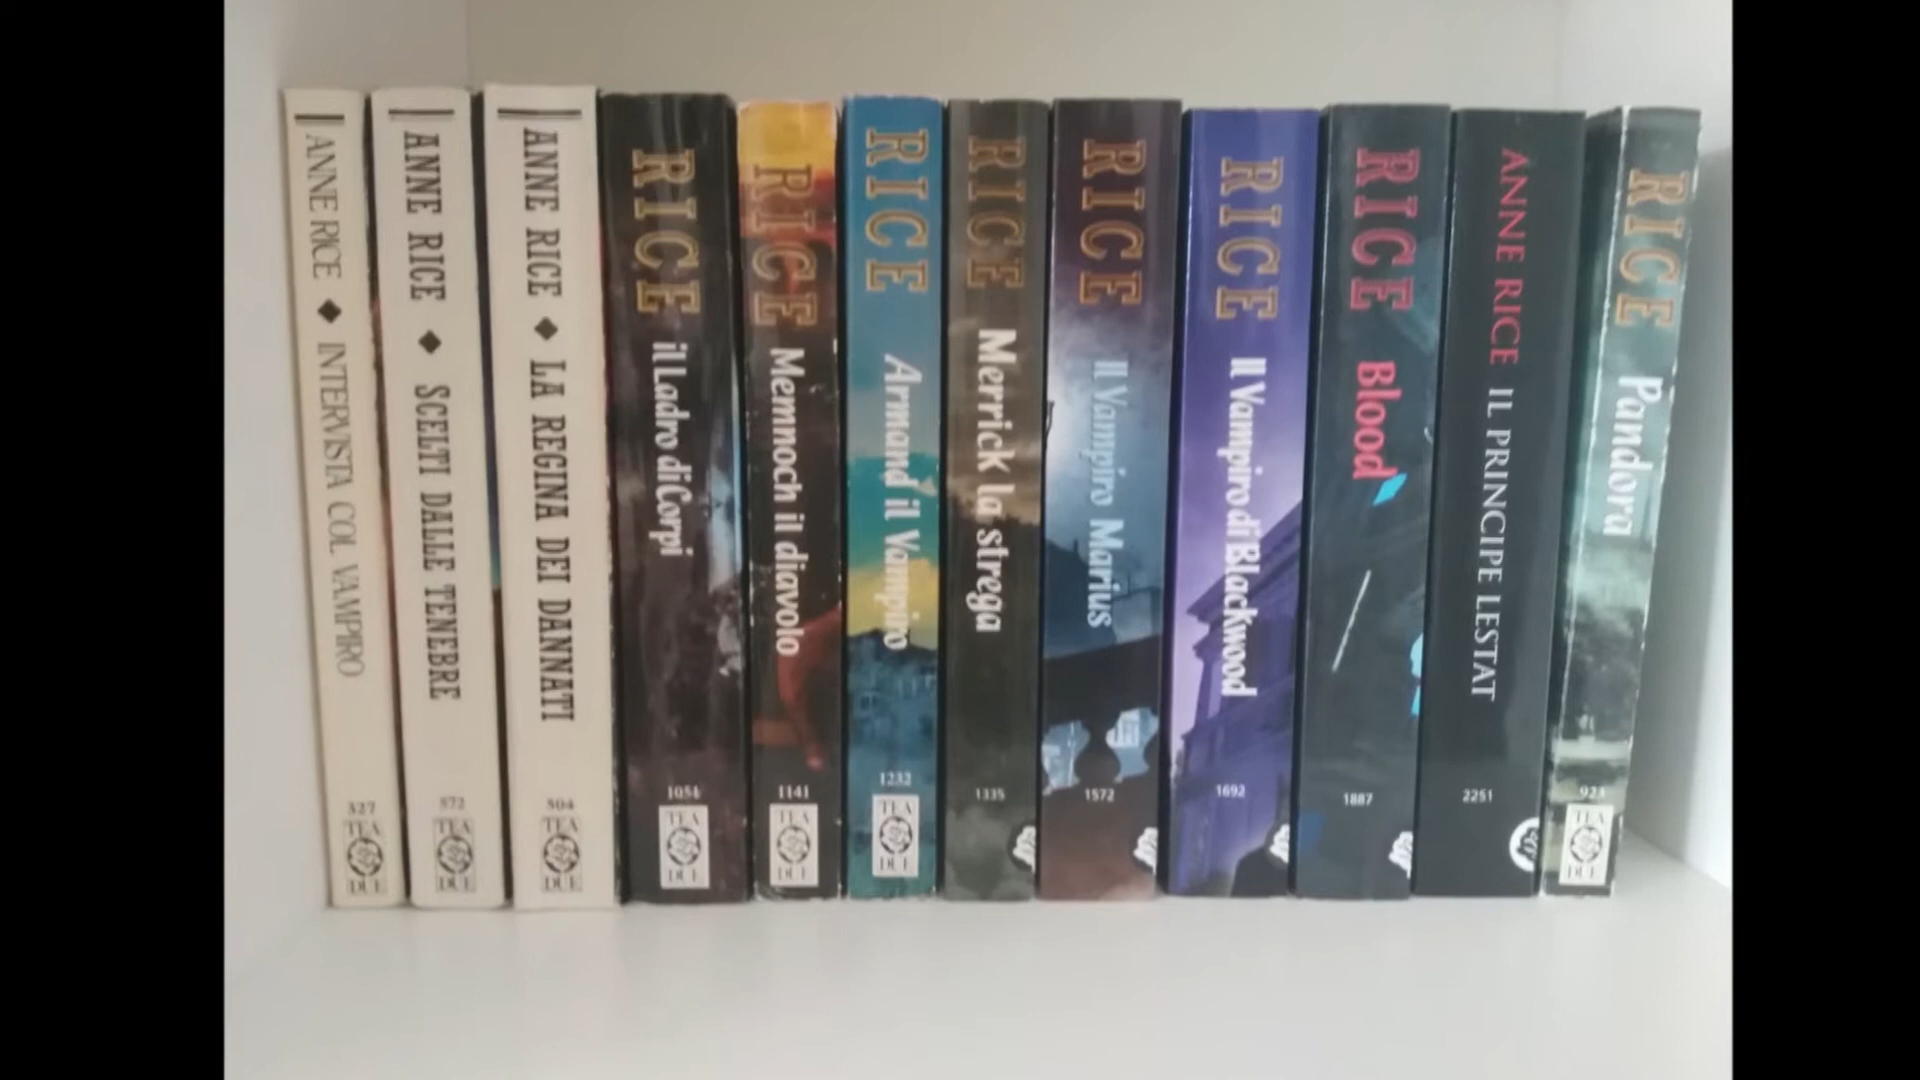 ANNE RICE ◆ INTERVISTA COL VAMPIRO
327
TEA
DUE
ANNE RICE ◆ SCELTI DALLE TENEBRE
372
TEA
DUE
ANNE RICE ◆ LA REGINA DEI DANNATI
504
TEA
DUE
RICE il Ladro di Corpi
1054
TEA
DUE
RICE Memnoch il diavolo
1141
TEA
DUE
RICE Armand il Vampiro
1232
TEA
DUE
RICE Merrick la strega
1335
RICE Il Vampiro Marius
1572
RICE Il Vampiro di Blackwood
1692
RICE Blood
1887
ANNE RICE IL PRINCIPE LESTAT
2251
RICE Pandora
TEA
DUE